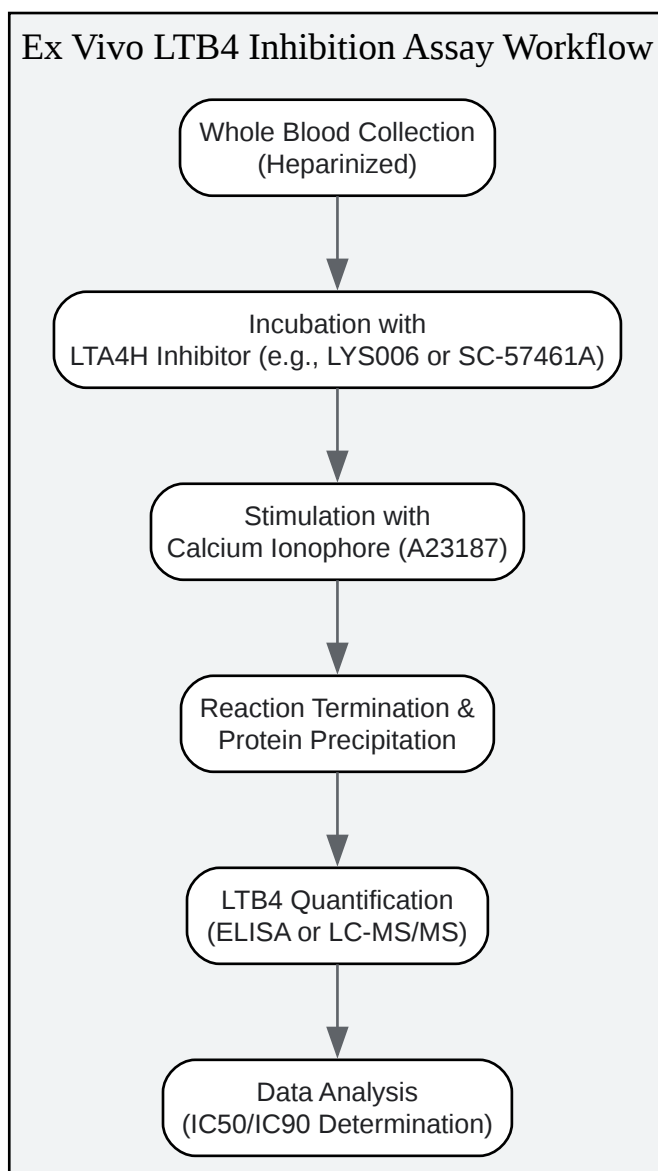 Ex Vivo LTB4 Inhibition Assay Workflow
Whole Blood Collection
(Heparinized)
Incubation with
LTA4H Inhibitor (e.g., LYS006 or SC-57461A)
Stimulation with
Calcium Ionophore (A23187)
Reaction Termination &
Protein Precipitation
LTB4 Quantification
(ELISA or LC-MS/MS)
Data Analysis
(IC50/IC90 Determination)